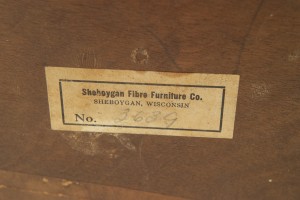 Sheboygan Fibre Furniture Co.
SHEBOYGAN, WISCONSIN
No. 3639